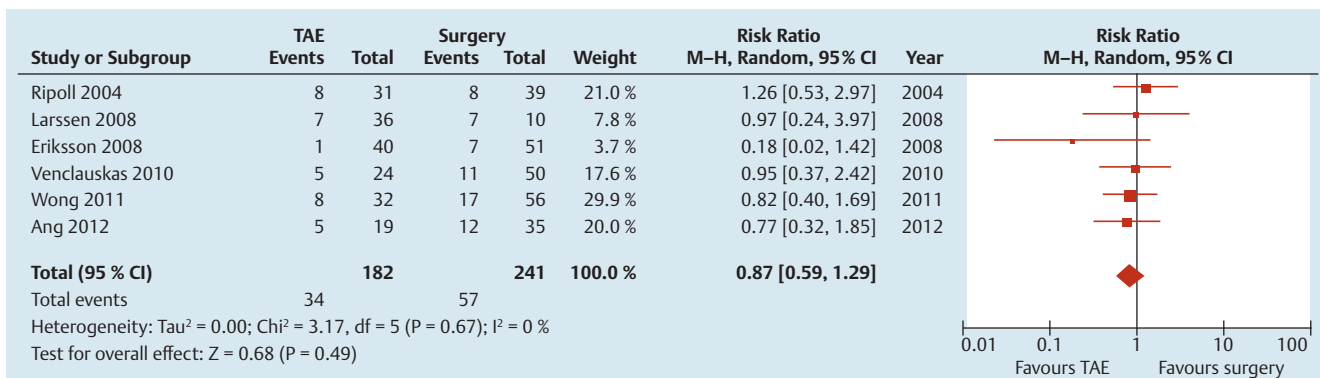 TAE Surgery Risk Ratio Risk Ratio
Study or Subgroup Events Total Events Total Weight M–H, Random, 95 % CI Year M–H, Random, 95 % CI
Ripoll 2004 8 31 8 39 21.0 % 1.26 [0.53, 2.97] 2004
Larssen 2008 7 36 7 10 7.8 % 0.97 [0.24, 3.97] 2008
Eriksson 2008 1 40 7 51 3.7 % 0.18 [0.02, 1.42] 2008
Venclauskas 2010 5 24 11 50 17.6 % 0.95 [0.37, 2.42] 2010
Wong 2011 8 32 17 56 29.9 % 0.82 [0.40, 1.69] 2011
Ang 2012 5 19 12 35 20.0 % 0.77 [0.32, 1.85] 2012
Total (95 % CI) 182 241 100.0 % 0.87 [0.59, 1.29]
Total events 34 57
Heterogeneity: Tau² = 0.00; Chi² = 3.17, df = 5 (P = 0.67); I² = 0 %
Test for overall effect: Z = 0.68 (P = 0.49)
0.01 0.1 1 10 100
Favours TAE Favours surgery